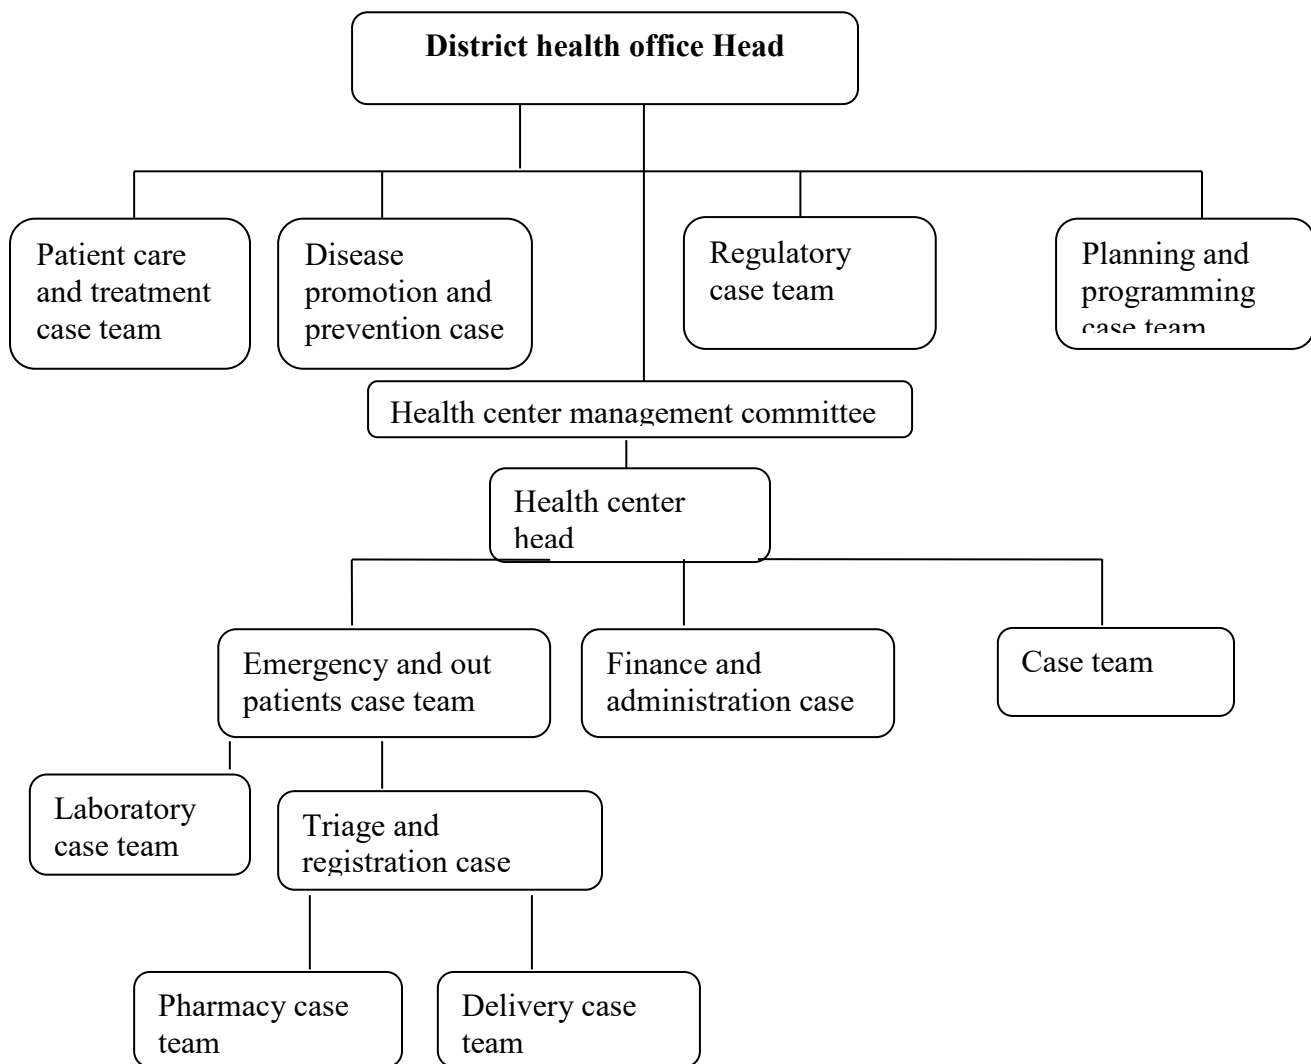 District health office Head
Patient care
and treatment
case team
Disease
promotion and
prevention case
Regulatory
case team
Planning and
programming
case team
Health center management committee
Health center
head
Emergency and out
patients case team
Finance and
administration case
Case team
Laboratory
case team
Triage and
registration case
Pharmacy case
team
Delivery case
team